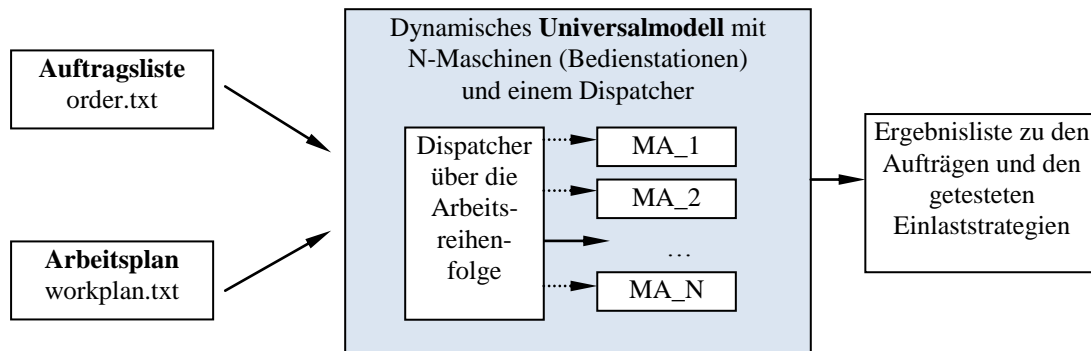 Auftragsliste
order.txt
Arbeitsplan
workplan.txt
Dynamisches Universalmodell mit
N-Maschinen (Bedienstationen)
und einem Dispatcher
Dispatcher
über die
Arbeits-
reihen-
folge
MA_1
MA_2
…
MA_N
Ergebnisliste zu den
Aufträgen und den
getesteten
Einlaststrategien